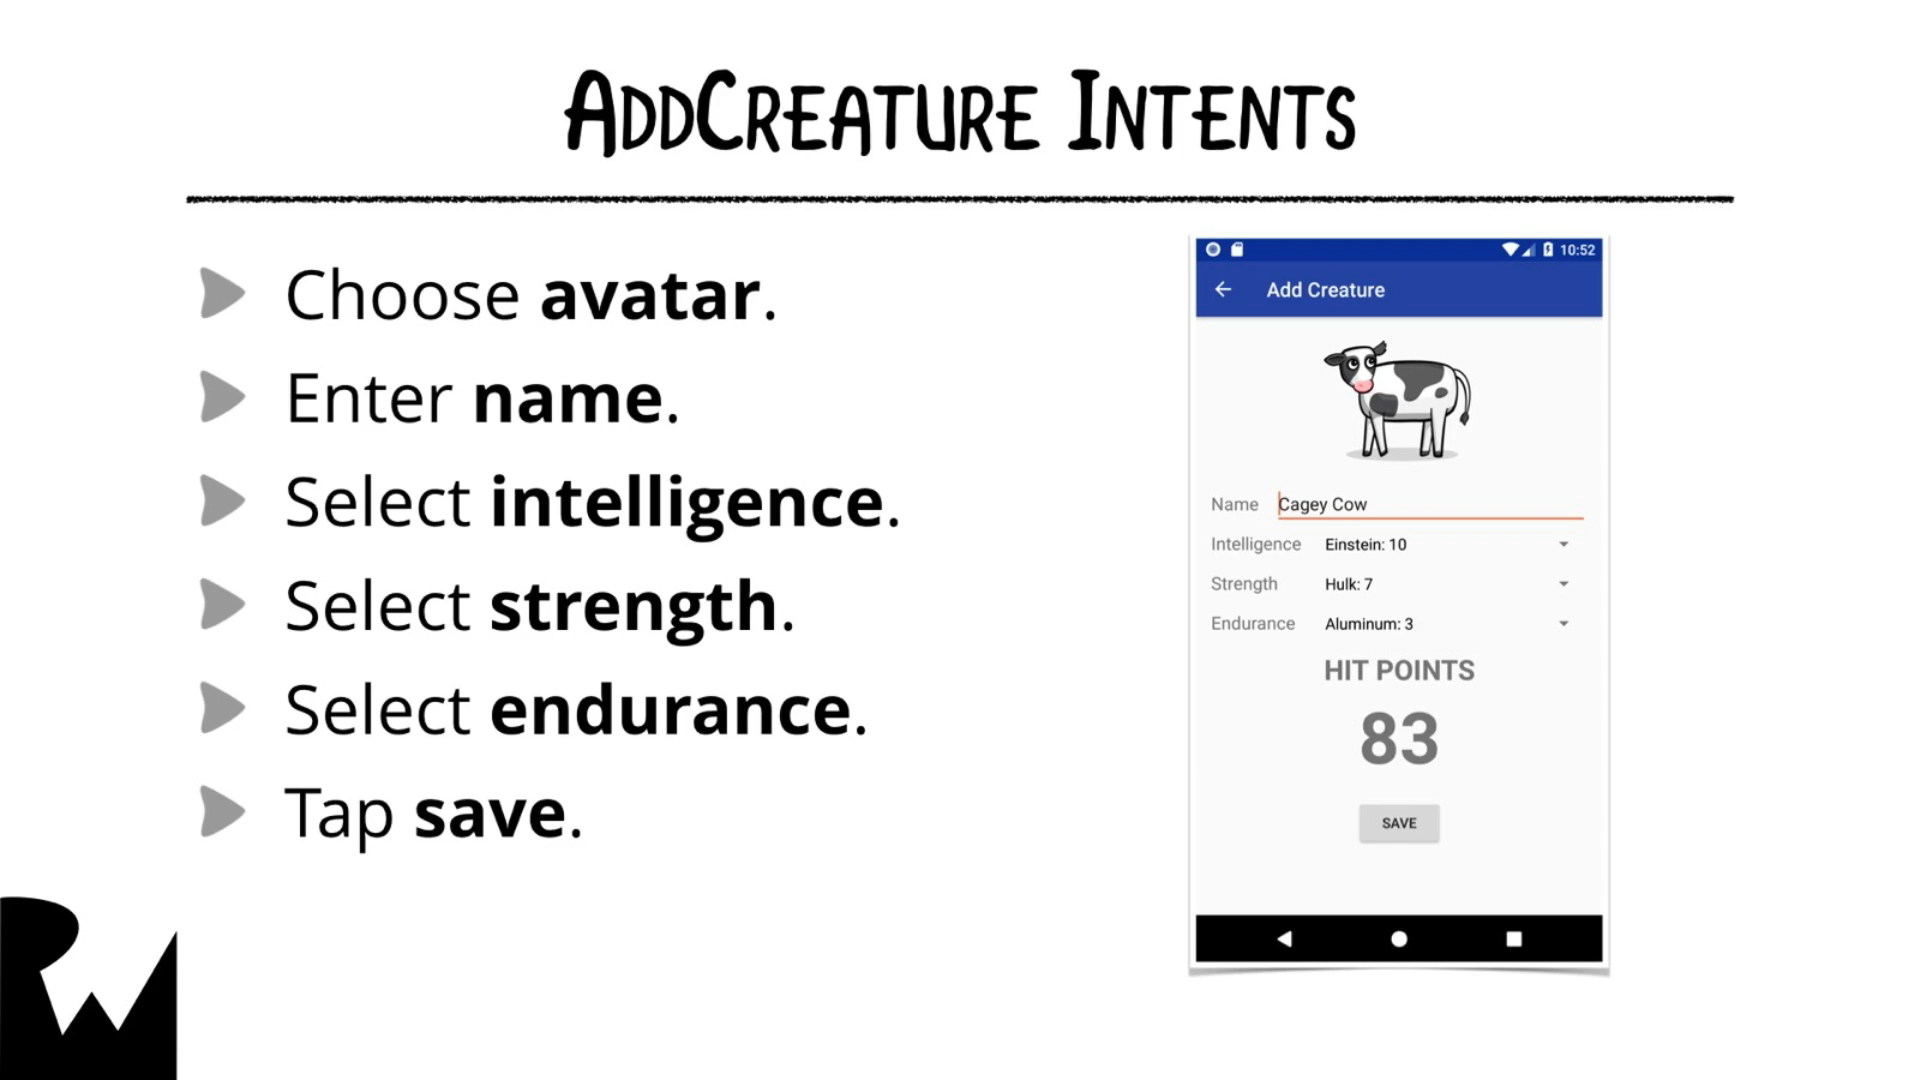 AddCreature Intents
Choose avatar.
Enter name.
Select intelligence.
Select strength.
Select endurance.
Tap save.
10:52
Add Creature
Name Cagey Cow
Intelligence Einstein: 10
Strength Hulk: 7
Endurance Aluminum: 3
HIT POINTS
83
SAVE
RW